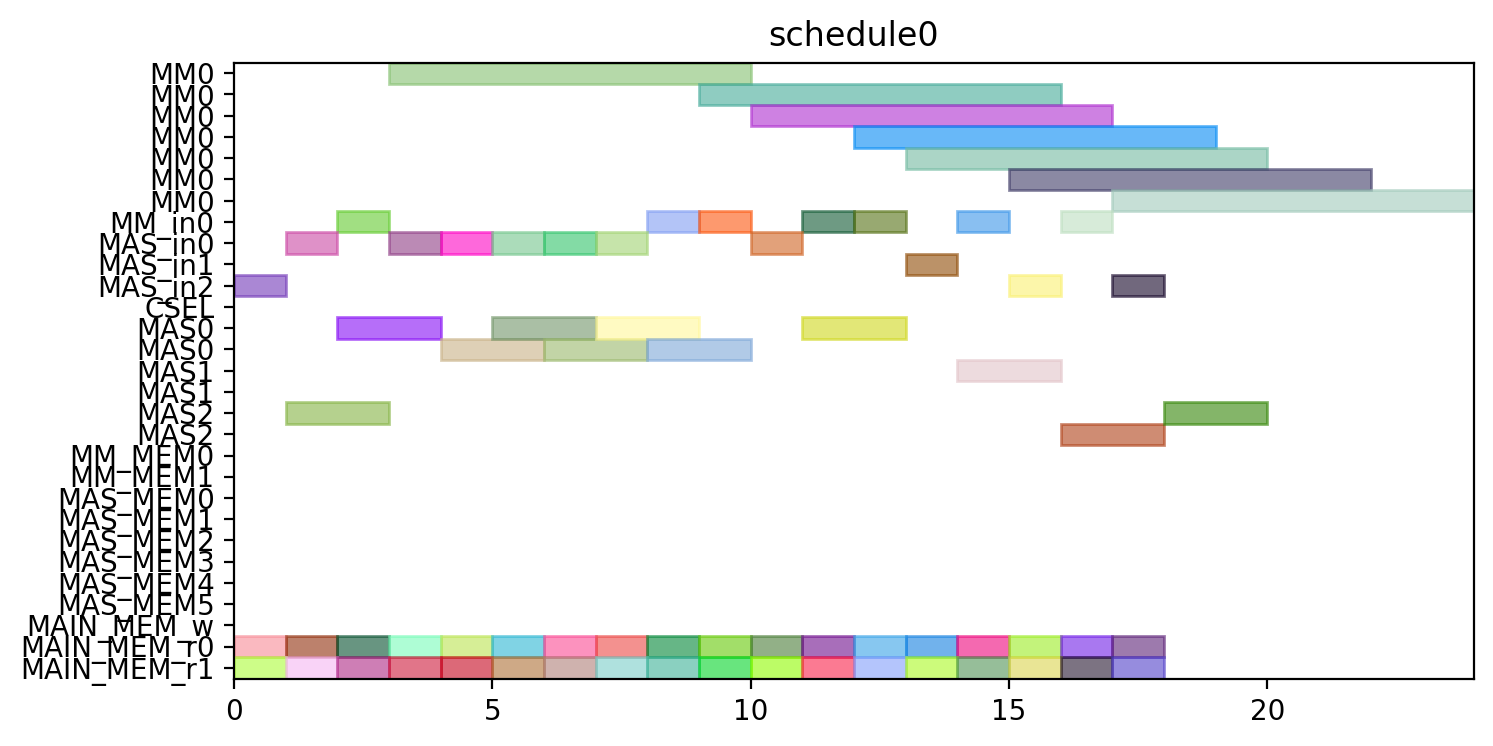 schedule0
MM0
MM0
MM0
MM0
MM0
MM0
MM0
MM_in0
MAS_in0
MAS_in1
MAS_in2
CSEL
MAS0
MAS0
MAS1
MAS1
MAS2
MAS2
MM_MEM0
MM_MEM1
MAS_MEM0
MAS_MEM1
MAS_MEM2
MAS_MEM3
MAS_MEM4
MAS_MEM5
MAIN_MEM_w
MAIN_MEM_r0
MAIN_MEM_r1
0 5 10 15 20